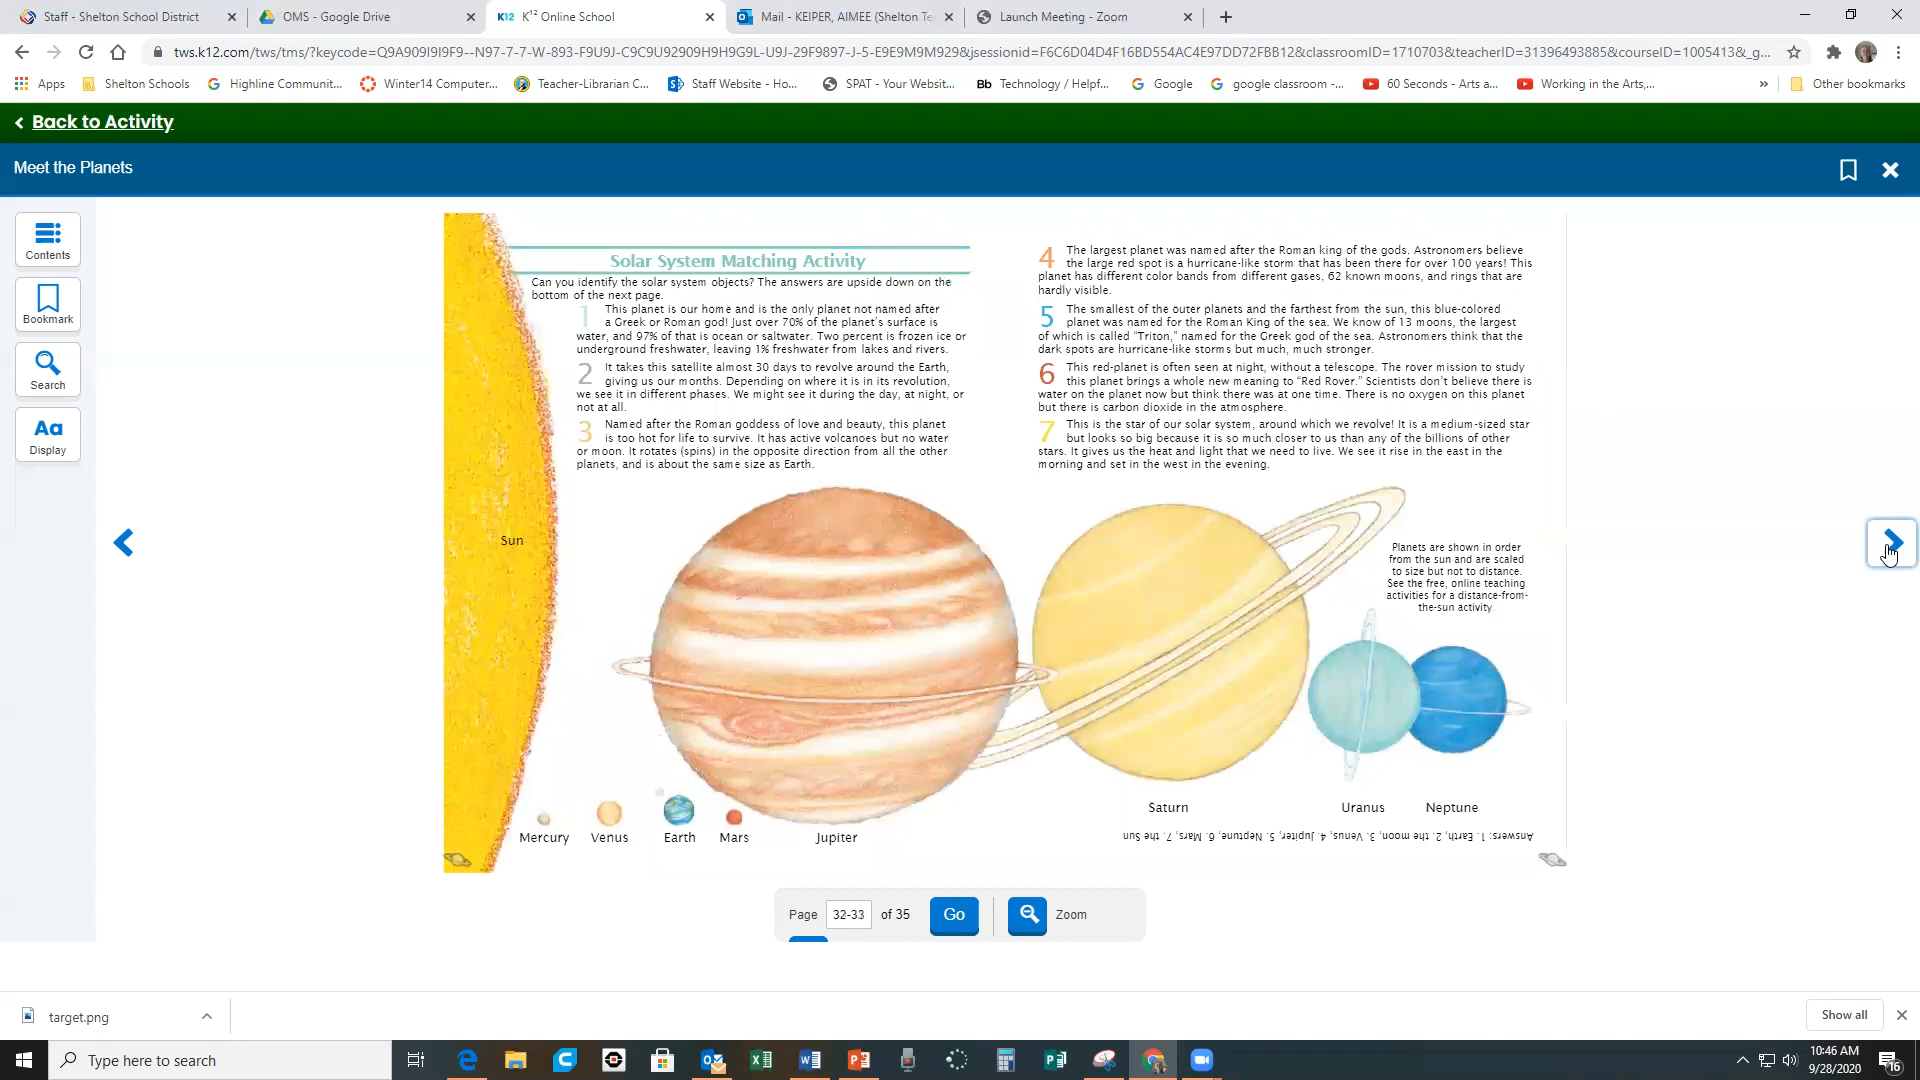 Staff - Shelton School District
OMS - Google Drive
K12 K¹² Online School
Mail - KEIPER, AIMEE (Shelton Te
Launch Meeting - Zoom
tws.k12.com/tws/tms/?keycode=Q9A909I9I9F9--N97-7-7-W-893-F9U9J-C9C9U92909H9H9G9L-U9J-29F9897-J-5-E9E9M9M929&jsessionid=F6C6D04D4F16BD554AC4E97DD72FBB12&classroomID=1710703&teacherID=31396493885&courseID=1005413&_g...
Apps
Shelton Schools
Highline Communit...
Winter14 Computer...
Teacher-Librarian C...
Staff Website - Ho...
SPAT - Your Websit...
Bb Technology / Helpf...
Google
google classroom -...
60 Seconds - Arts a...
Working in the Arts,...
»
Other bookmarks
Back to Activity
Meet the Planets
Contents
Bookmark
Search
Aa
Display
Solar System Matching Activity
Can you identify the solar system objects? The answers are upside down on the
bottom of the next page.
1 This planet is our home and is the only planet not named after
a Greek or Roman god! Just over 70% of the planet's surface is
water, and 97% of that is ocean or saltwater. Two percent is frozen ice or
underground freshwater, leaving 1% freshwater from lakes and rivers.
2 It takes this satellite almost 30 days to revolve around the Earth,
giving us our months. Depending on where it is in its revolution,
we see it in different phases. We might see it during the day, at night, or
not at all.
3 Named after the Roman goddess of love and beauty, this planet
is too hot for life to survive. It has active volcanoes but no water
or moon. It rotates (spins) in the opposite direction from all the other
planets, and is about the same size as Earth.
4 The largest planet was named after the Roman king of the gods. Astronomers believe
the large red spot is a hurricane-like storm that has been there for over 100 years! This
planet has different color bands from different gases, 62 known moons, and rings that are
hardly visible.
5 The smallest of the outer planets and the farthest from the sun, this blue-colored
planet was named for the Roman King of the sea. We know of 13 moons, the largest
of which is called "Triton," named for the Greek god of the sea. Astronomers think that the
dark spots are hurricane-like storms but much, much stronger.
6 This red-planet is often seen at night, without a telescope. The rover mission to study
this planet brings a whole new meaning to "Red Rover." Scientists don't believe there is
water on the planet now but think there was at one time. There is no oxygen on this planet
but there is carbon dioxide in the atmosphere.
7 This is the star of our solar system, around which we revolve! It is a medium-sized star
but looks so big because it is so much closer to us than any of the billions of other
stars. It gives us the heat and light that we need to live. We see it rise in the east in the
morning and set in the west in the evening.
Sun
Planets are shown in order
from the sun and are scaled
to size but not to distance.
See the free, online teaching
activities for a distance-from-
the-sun activity.
Saturn
Uranus
Neptune
Mercury
Venus
Earth
Mars
Jupiter
Answers: 1. Earth, 2. the moon, 3. Venus, 4. Jupiter, 5. Neptune, 6. Mars, 7. the Sun
Page 32-33 of 35 Go Zoom
target.png
Show all
Type here to search
10:46 AM
9/28/2020
16